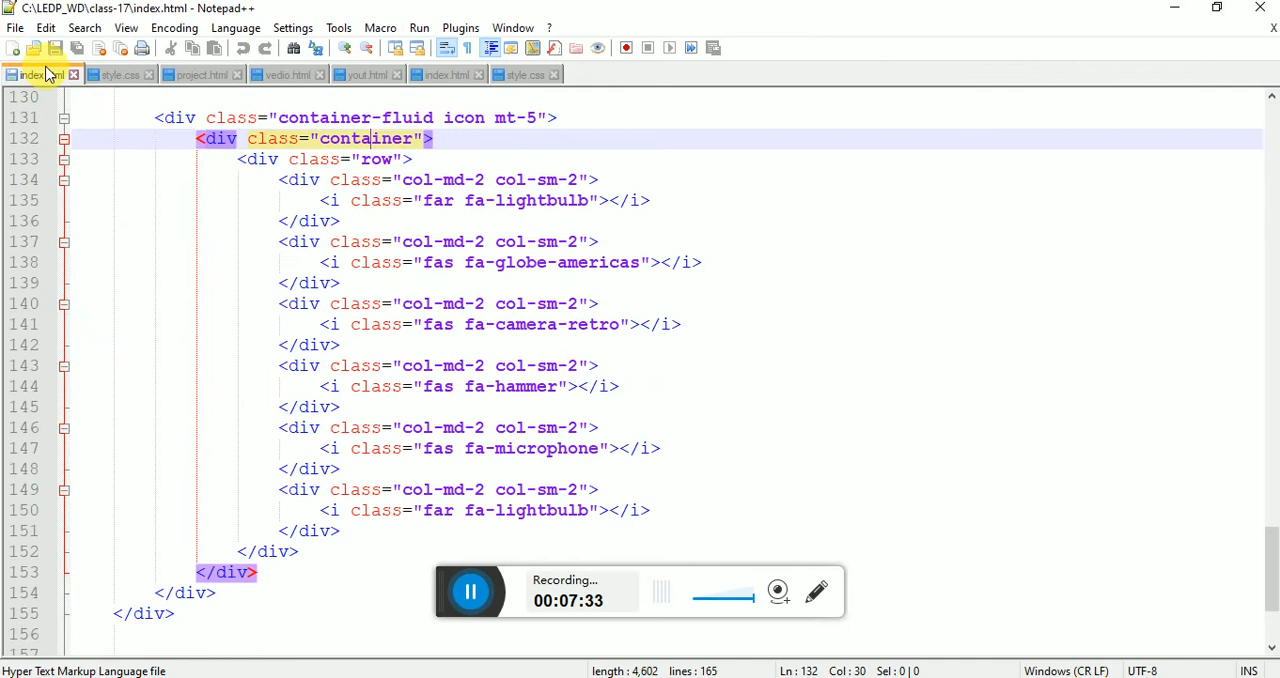 C:\LEDP_WD\class-17\index.html - Notepad++
File Edit Search View Encoding Language Settings Tools Macro Run Plugins Window ? X
style.css project.html vedio.html yout.html index.html style.css
130
131 <div class="container-fluid icon mt-5">
132 <div class="container">
133 <div class="row">
134 <div class="col-md-2 col-sm-2">
135 <i class="far fa-lightbulb"></i>
136 </div>
137 <div class="col-md-2 col-sm-2">
138 <i class="fas fa-globe-americas"></i>
139 </div>
140 <div class="col-md-2 col-sm-2">
141 <i class="fas fa-camera-retro"></i>
142 </div>
143 <div class="col-md-2 col-sm-2">
144 <i class="fas fa-hammer"></i>
145 </div>
146 <div class="col-md-2 col-sm-2">
147 <i class="fas fa-microphone"></i>
148 </div>
149 <div class="col-md-2 col-sm-2">
150 <i class="far fa-lightbulb"></i>
151 </div>
152 </div>
153 </div>
154 </div>
155 </div>
156
157
Recording...
00:07:33
Hyper Text Markup Language file length : 4,602 lines : 165 Ln : 132 Col : 30 Sel : 0 | 0 Windows (CR LF) UTF-8 INS